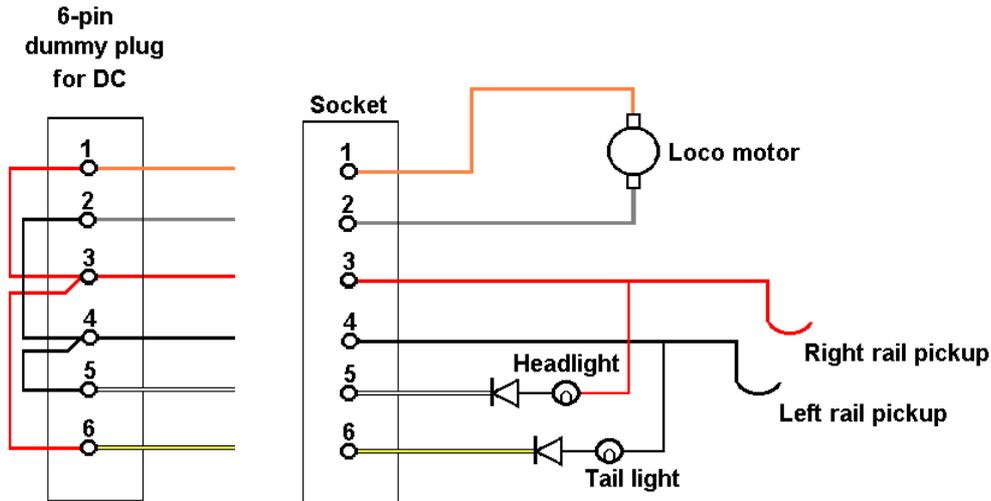 6-pin
dummy plug
for DC
1
2
3
4
5
6
Socket
1
2
3
4
5
6
Loco motor
Right rail pickup
Left rail pickup
Headlight
Tail light